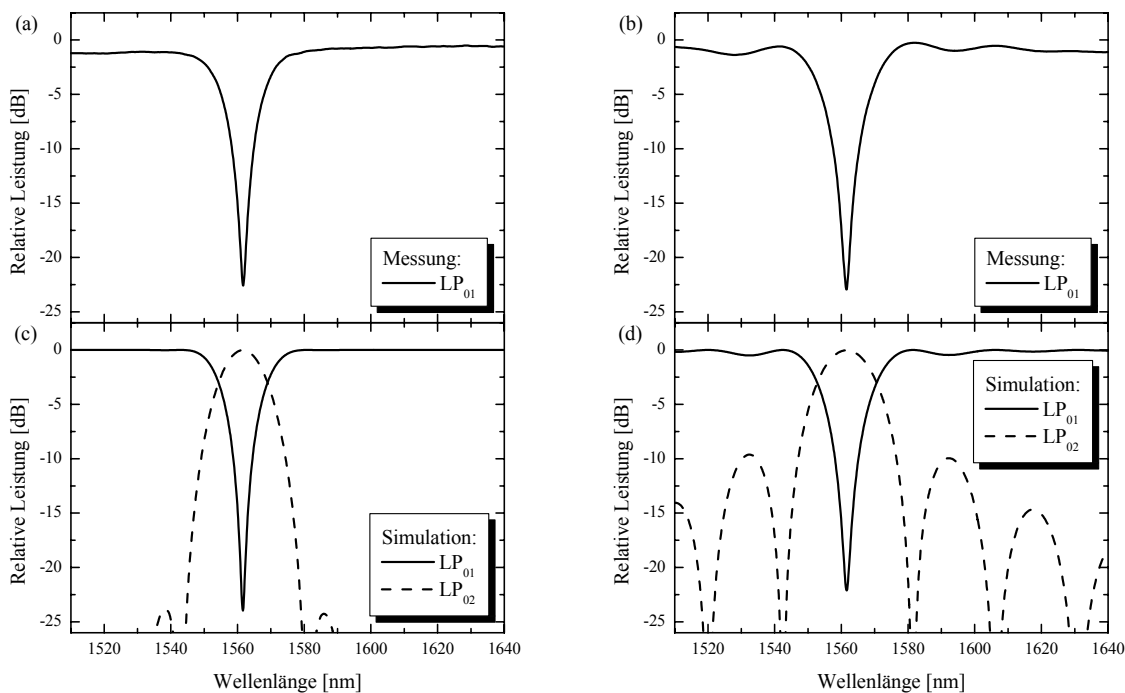 (a)
0
-5
-10
-15
-20
-25
Relative Leistung [dB]
Messung:
LP01
(b)
0
-5
-10
-15
-20
-25
Relative Leistung [dB]
Messung:
LP01
(c)
0
-5
-10
-15
-20
-25
Relative Leistung [dB]
Simulation:
LP01
LP02
1520 1540 1560 1580 1600 1620 1640
Wellenlänge [nm]
(d)
0
-5
-10
-15
-20
-25
Relative Leistung [dB]
Simulation:
LP01
LP02
1520 1540 1560 1580 1600 1620 1640
Wellenlänge [nm]